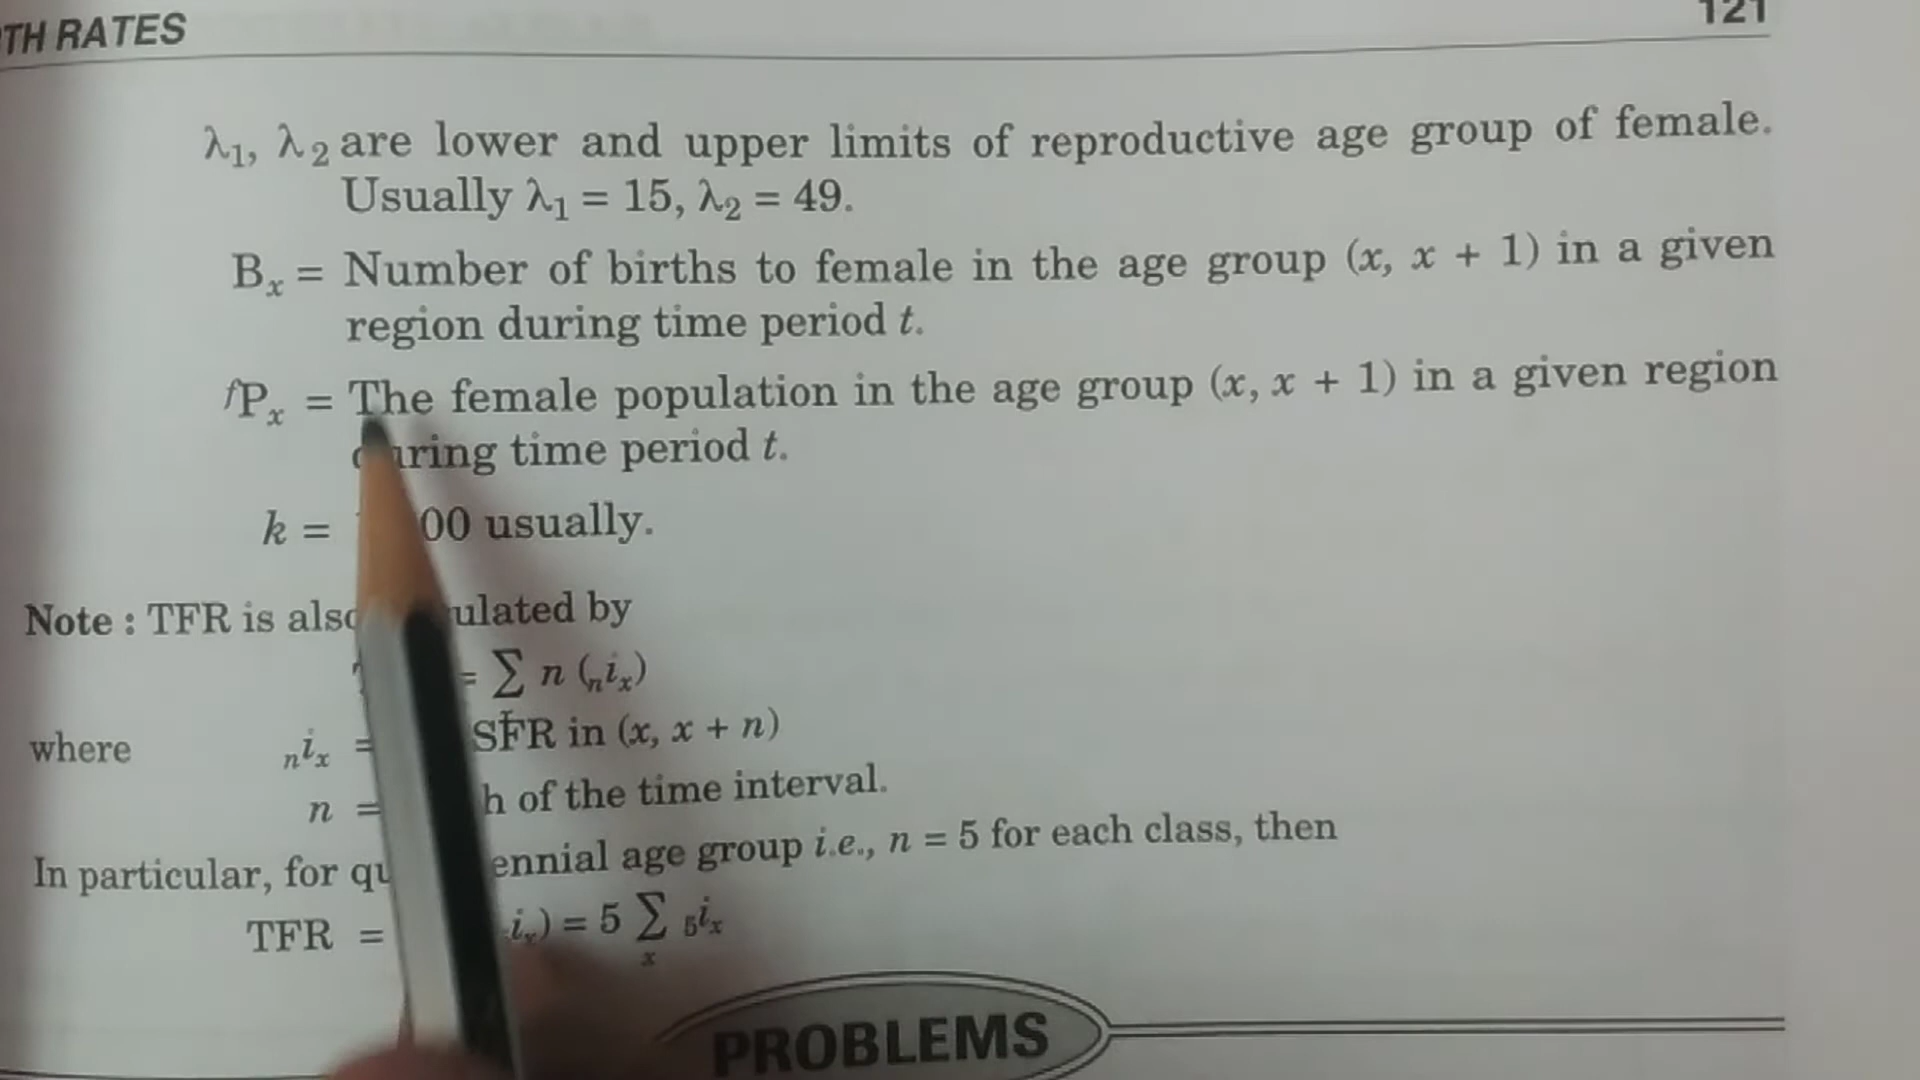 TH RATES
121
λ1, λ2 are lower and upper limits of reproductive age group of female.
Usually λ1 = 15, λ2 = 49.
Bx = Number of births to female in the age group (x, x + 1) in a given
region during time period t.
fPx = The female population in the age group (x, x + 1) in a given region
during time period t.
k = 00 usually.
Note : TFR is also ulated by
= ∑ n (nix)
x
where nix = SFR in (x, x + n)
n = h of the time interval.
In particular, for qu ennial age group i.e., n = 5 for each class, then
TFR = ix) = 5 ∑ 5ix
x
PROBLEMS